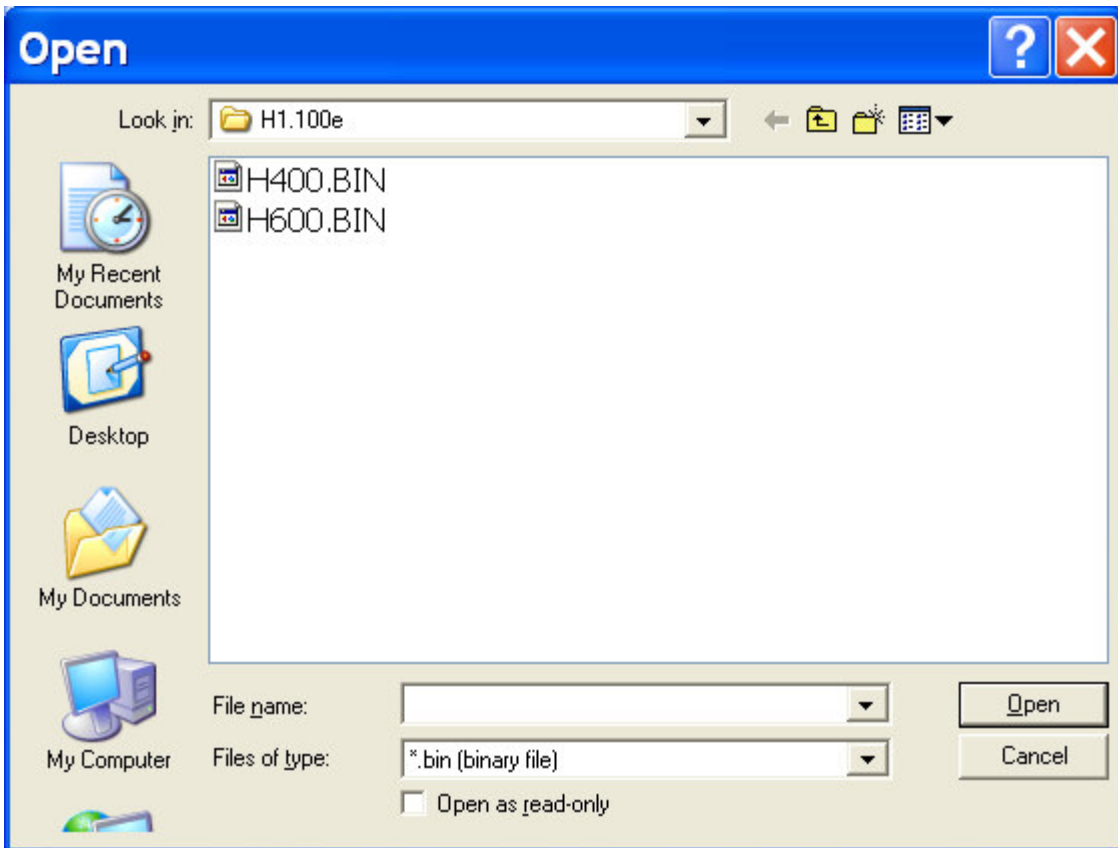 Open
Look in:
H1.100e
H400.BIN
H600.BIN
My Recent
Documents
Desktop
My Documents
My Computer
File name:
Open
Files of type:
*.bin (binary file)
Cancel
Open as read-only